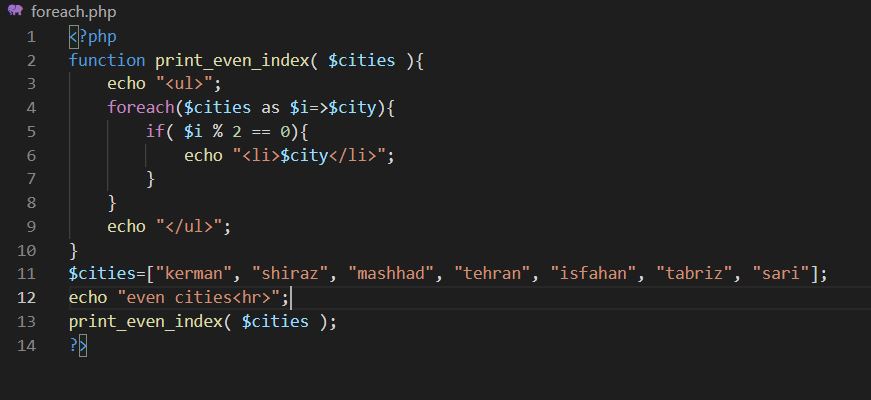 foreach.php
1 <?php
2 function print_even_index( $cities ){
3     echo "<ul>";
4     foreach($cities as $i=>$city){
5         if( $i % 2 == 0){
6             echo "<li>$city</li>";
7         }
8     }
9     echo "</ul>";
10 }
11 $cities=["kerman", "shiraz", "mashhad", "tehran", "isfahan", "tabriz", "sari"];
12 echo "even cities<hr>";
13 print_even_index( $cities );
14 ?>